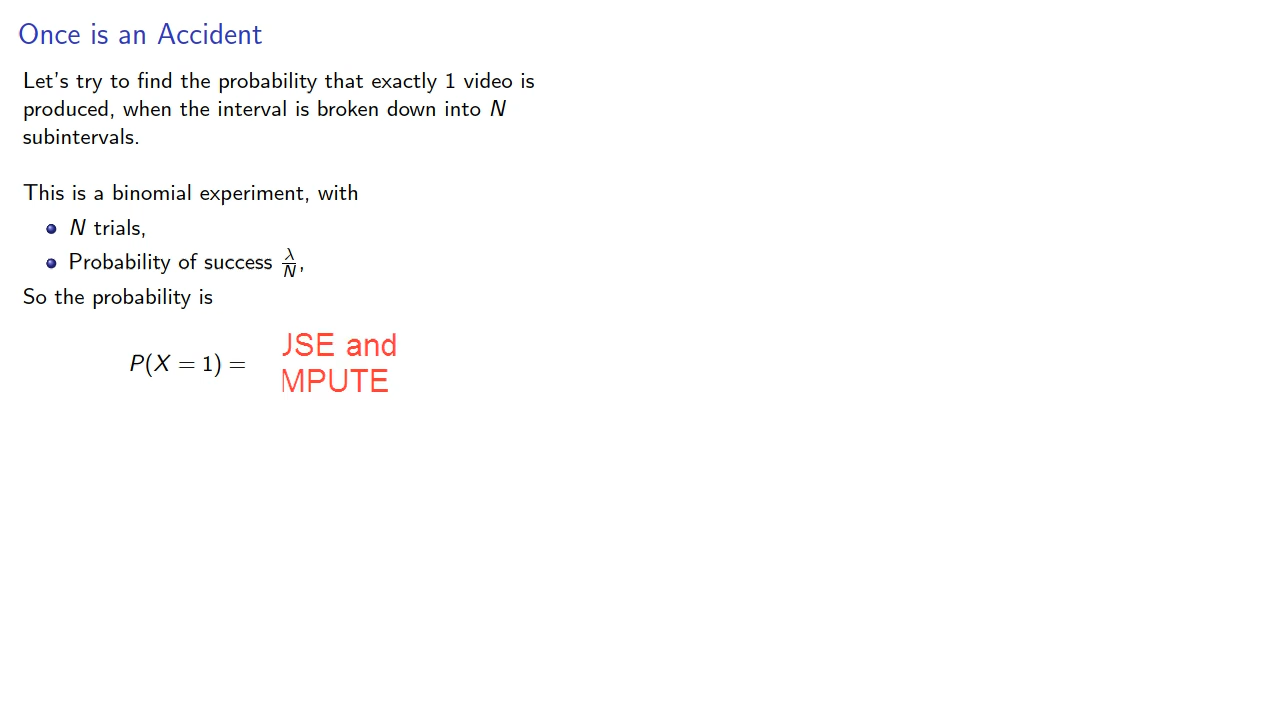 Once is an Accident
Let's try to find the probability that exactly 1 video is
produced, when the interval is broken down into N
subintervals.
This is a binomial experiment, with
N trials,
Probability of success λ/N,
So the probability is
P(X = 1) =
and